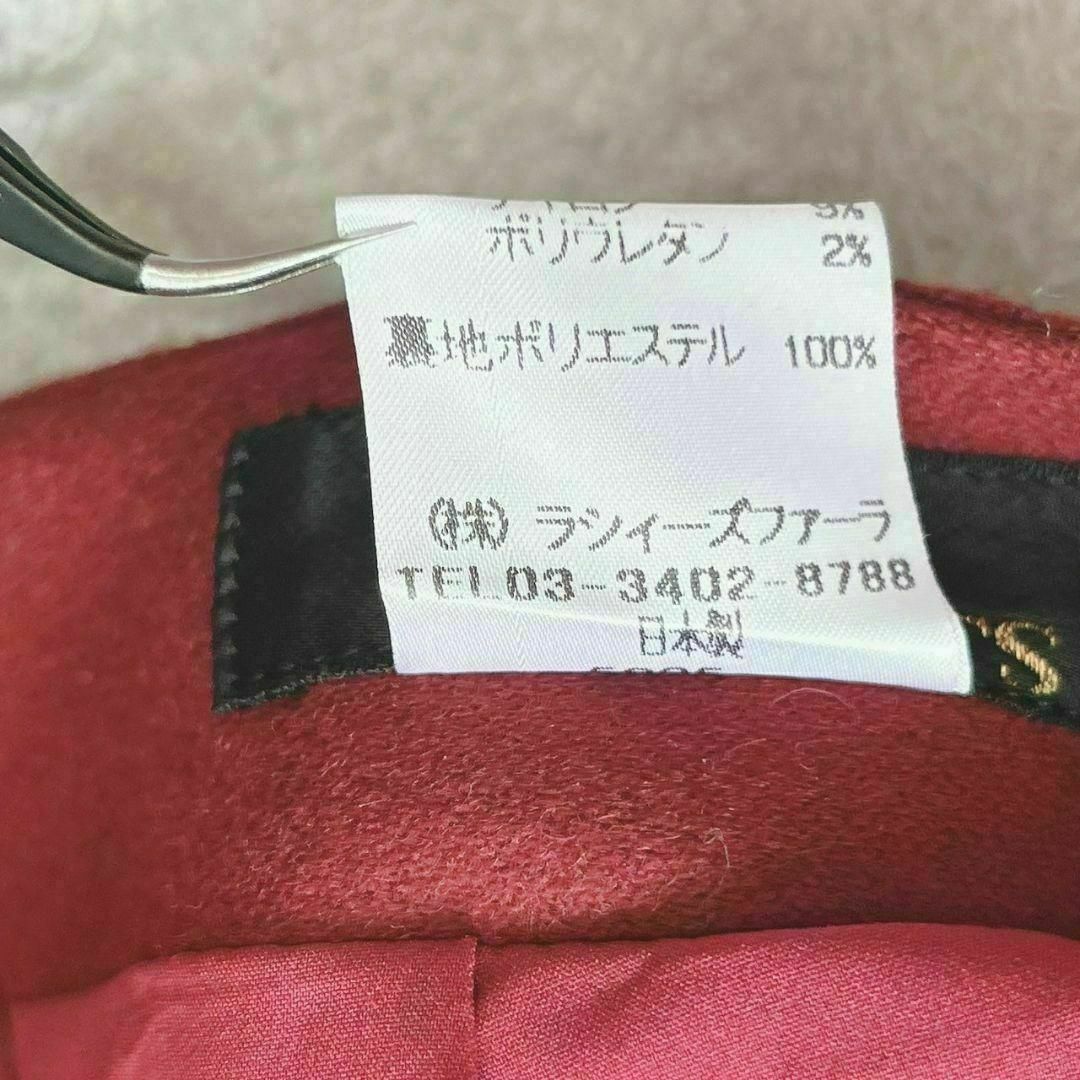 9%
ポリウレタン 2%
裏地ポリエステル 100%
(株) ラシィーズファーラ
TEL03-3402-8788
日本製
S